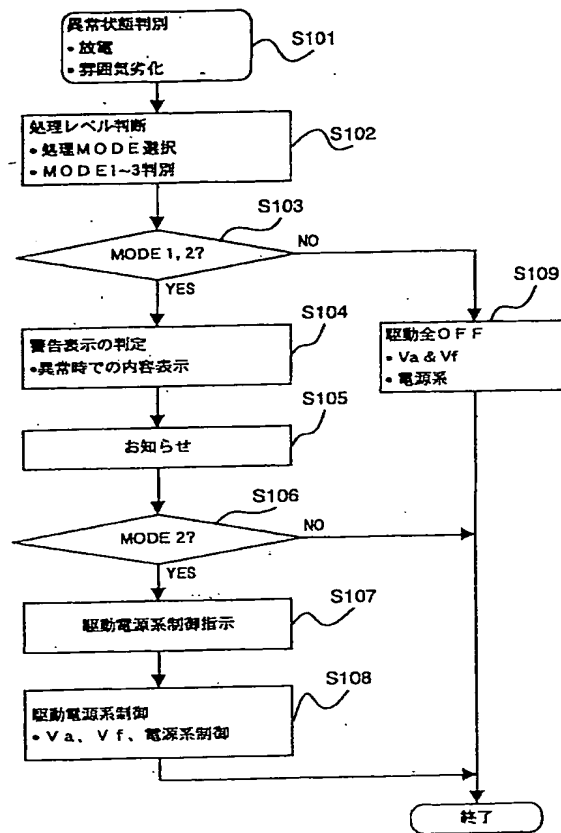 異常状態判別
• 放電
• 雰囲気劣化
S101
処理レベル判断
• 処理MODE選択
• MODE1~3判別
S102
S103
MODE 1, 2?
NO
YES
S109
駆動全OFF
• Va & Vf
• 電源系
S104
警告表示の判定
•異常時での内容表示
S105
お知らせ
S106
MODE 2?
NO
YES
S107
駆動電源系制御指示
S108
駆動電源系制御
• Va、Vf、電源系制御
終了